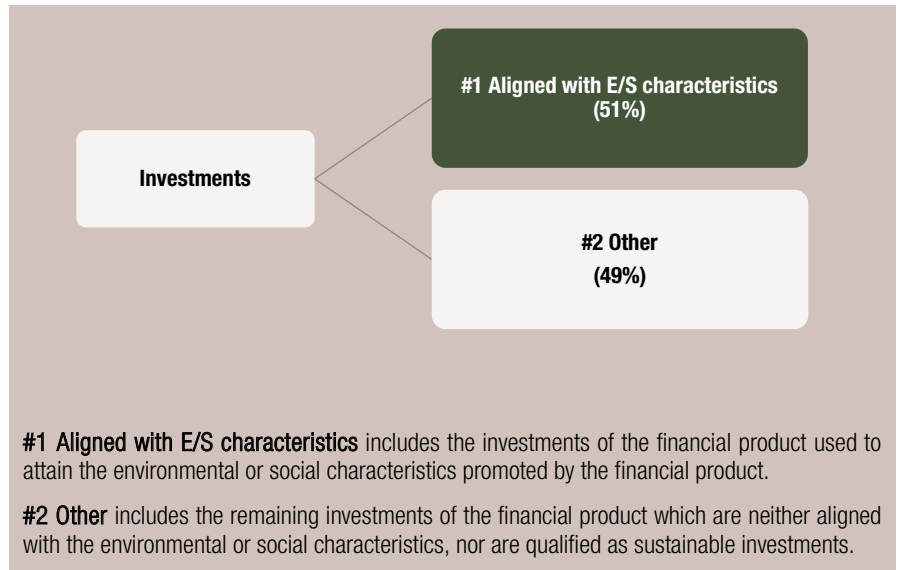 #1 Aligned with E/S characteristics
(51%)
Investments
#2 Other
(49%)
#1 Aligned with E/S characteristics includes the investments of the financial product used to
attain the environmental or social characteristics promoted by the financial product.
#2 Other includes the remaining investments of the financial product which are neither aligned
with the environmental or social characteristics, nor are qualified as sustainable investments.